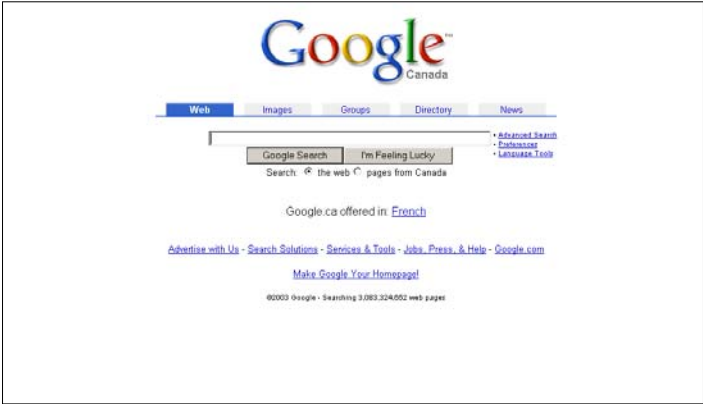 Google™
Canada
Web Images Groups Directory News
• Advanced Search
• Preferences
• Language Tools
Google Search I'm Feeling Lucky
Search: the web pages from Canada
Google.ca offered in: French
Advertise with Us - Search Solutions - Services & Tools - Jobs, Press, & Help - Google.com
Make Google Your Homepage!
©2003 Google - Searching 3,083,324,652 web pages